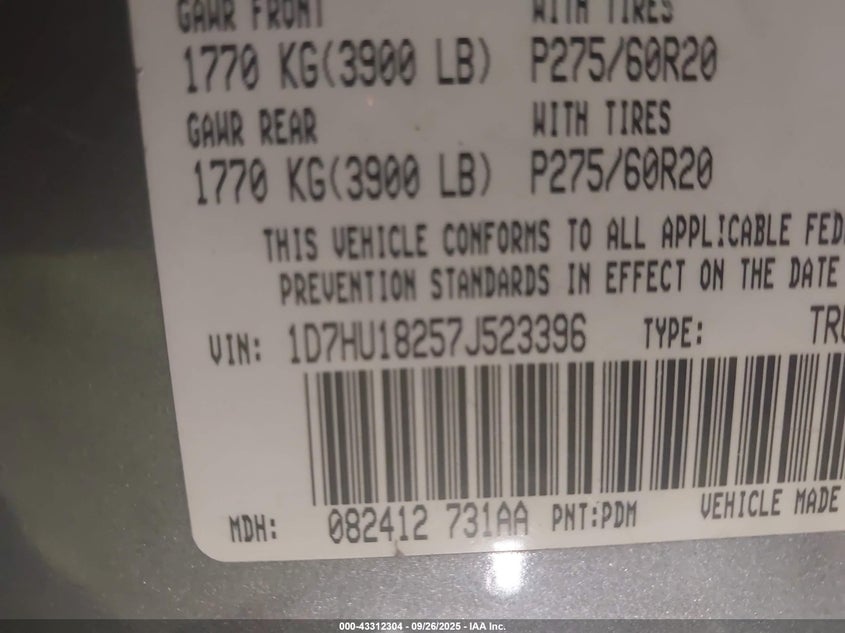 GAWR FRONT WITH TIRES
1770 KG(3900 LB) P275/60R20
GAWR REAR WITH TIRES
1770 KG(3900 LB) P275/60R20
THIS VEHICLE CONFORMS TO ALL APPLICABLE FED
PREVENTION STANDARDS IN EFFECT ON THE DATE
VIN: 1D7HU18257J523396 TYPE: TRU
MDH: 082412 731AA PNT:PDM VEHICLE MADE
000-43312304 - 09/26/2025 - IAA Inc.